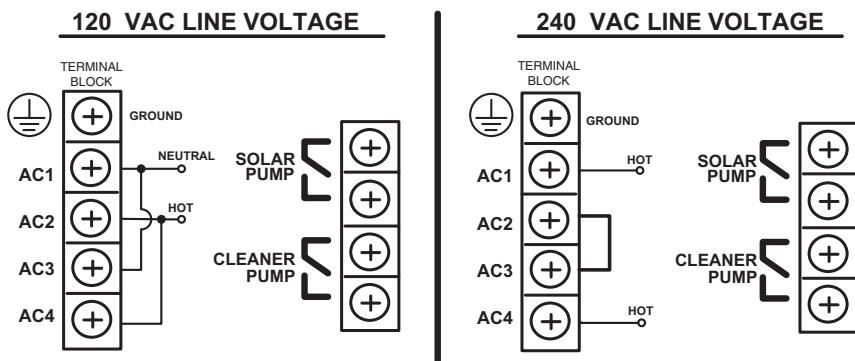 120 VAC LINE VOLTAGE
TERMINAL
BLOCK
GROUND
AC1
NEUTRAL
AC2
HOT
AC3
AC4
SOLAR
PUMP
CLEANER
PUMP
240 VAC LINE VOLTAGE
TERMINAL
BLOCK
GROUND
AC1
HOT
AC2
AC3
AC4
HOT
SOLAR
PUMP
CLEANER
PUMP